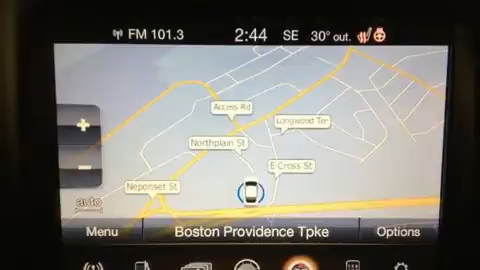 FM 101.3 2:44 SE 30° out.
Access Rd
Longwood Ter
Northplain St
E Cross St
Neponset St
auto
Menu Boston Providence Tpke Options